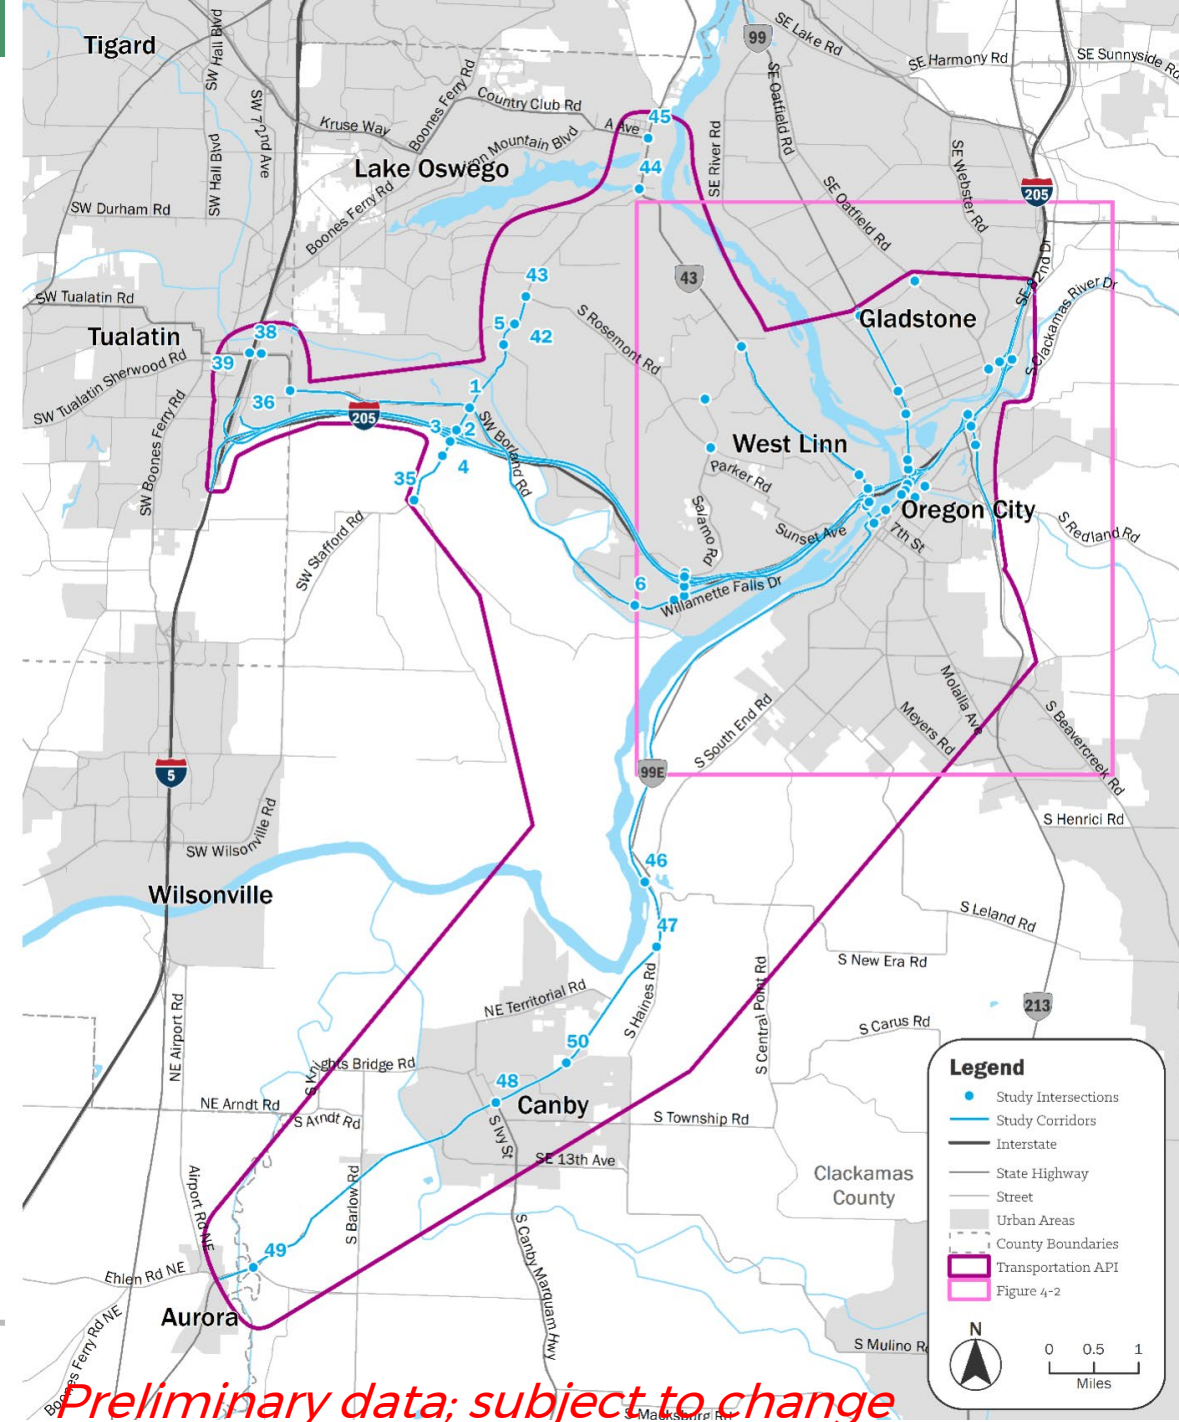 Tigard
SW Hall Blvd
SW 72nd Ave
SW Hall Blvd
Boones Ferry Rd
Country Club Rd
Kruse Way
A Ave
Mountain Blvd
Lake Oswego
Boones Ferry Rd
SW Durham Rd
99
SE Lake Rd
SE Harmony Rd
SE Sunnyside Rd
SE Oatfield Rd
SE River Rd
SE Webster Rd
SE Oatfield Rd
205
45
44
43
SE 82nd Dr
S Clackamas River Dr
SW Tualatin Rd
Tualatin
SW Tualatin Sherwood Rd
SW Boones Ferry Rd
38
39
36
205
43
5
42
1
2
3
4
35
SW Borland Rd
S Rosemont Rd
Gladstone
West Linn
Parker Rd
Salamo Rd
Sunset Ave
Oregon City
7th St
S Redland Rd
SW Stafford Rd
6
Willamette Falls Dr
Molalla Ave
Meyers Rd
S South End Rd
S Beavercreek Rd
99E
5
S Henrici Rd
SW Wilsonville Rd
Wilsonville
46
47
S Leland Rd
S New Era Rd
NE Territorial Rd
S Haines Rd
S Central Point Rd
213
S Carus Rd
NE Airport Rd
50
S Knights Bridge Rd
48
Canby
NE Arndt Rd
S Arndt Rd
S Township Rd
S Ivy St
SE 13th Ave
Clackamas
County
Airport Rd NE
S Barlow Rd
49
S Canby Marquam Hwy
Ehlen Rd NE
Aurora
Boones Ferry Rd NE
S Mulino Rd
S Macksburg Rd
Legend
Study Intersections
Study Corridors
Interstate
State Highway
Street
Urban Areas
County Boundaries
Transportation API
Figure 4-2
N
0 0.5 1
Miles
Preliminary data; subject to change